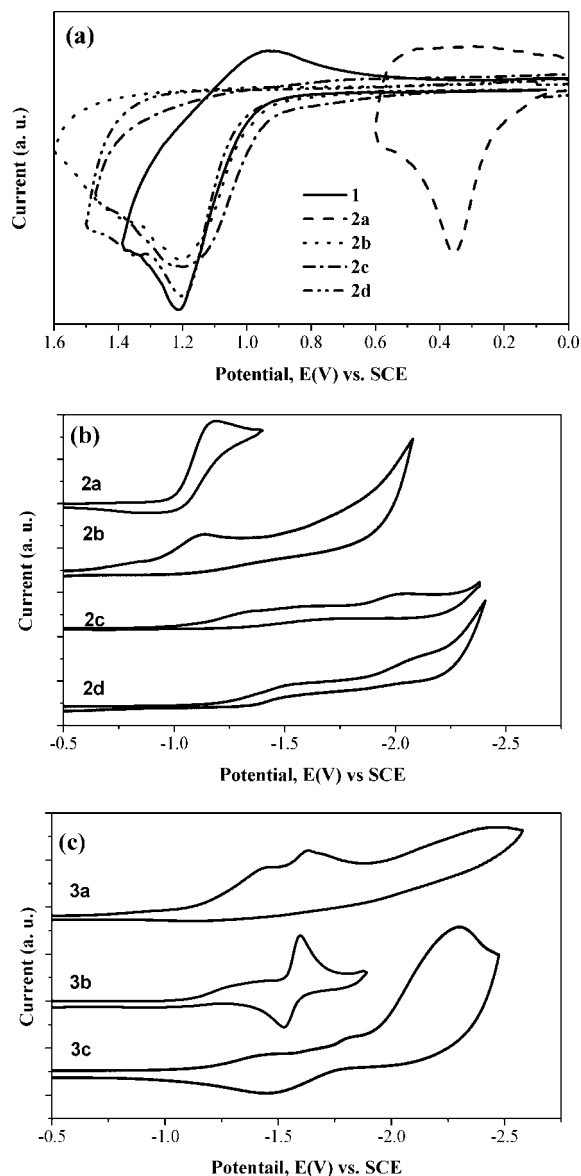 (a)
Current (a. u.)
1
2a
2b
2c
2d
1.6 1.4 1.2 1.0 0.8 0.6 0.4 0.2 0.0
Potential, E(V) vs. SCE
(b)
2a
2b
2c
2d
Current (a. u.)
-0.5 -1.0 -1.5 -2.0 -2.5
Potential, E(V) vs SCE
(c)
3a
3b
3c
Current (a. u.)
-0.5 -1.0 -1.5 -2.0 -2.5
Potentail, E(V) vs. SCE